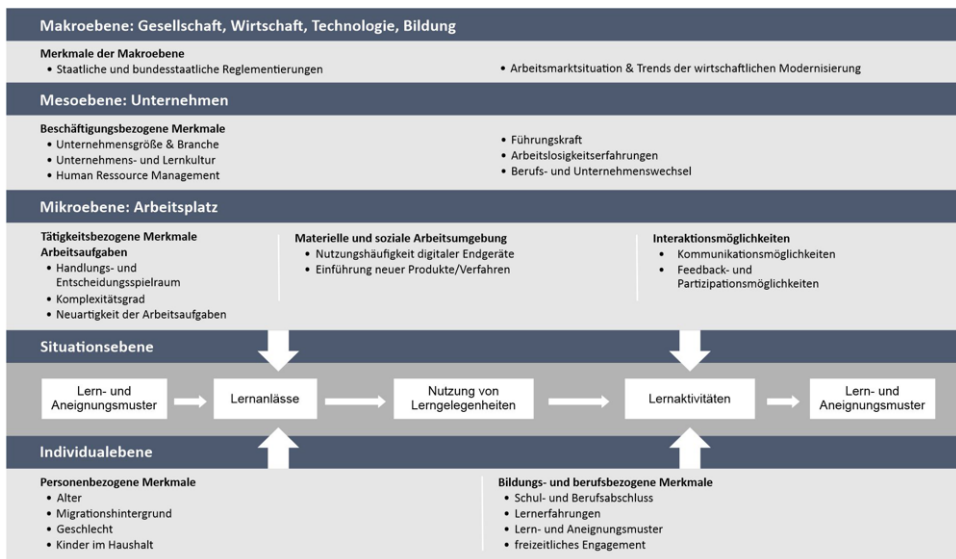 Makroebene: Gesellschaft, Wirtschaft, Technologie, Bildung
Merkmale der Makroebene
• Staatliche und bundesstaatliche Reglementierungen
• Arbeitsmarktsituation & Trends der wirtschaftlichen Modernisierung
Mesoebene: Unternehmen
Beschäftigungsbezogene Merkmale
• Unternehmensgröße & Branche
• Unternehmens- und Lernkultur
• Human Ressource Management
• Führungskraft
• Arbeitslosigkeitserfahrungen
• Berufs- und Unternehmenswechsel
Mikroebene: Arbeitsplatz
Tätigkeitsbezogene Merkmale
Arbeitsaufgaben
• Handlungs- und
Entscheidungsspielraum
• Komplexitätsgrad
• Neuartigkeit der Arbeitsaufgaben
Materielle und soziale Arbeitsumgebung
• Nutzungshäufigkeit digitaler Endgeräte
• Einführung neuer Produkte/Verfahren
Interaktionsmöglichkeiten
• Kommunikationsmöglichkeiten
• Feedback- und
Partizipationsmöglichkeiten
Situationsebene
Lern- und
Aneignungsmuster
Lernanlässe
Nutzung von
Lerngelegenheiten
Lernaktivitäten
Lern- und
Aneignungsmuster
Individualebene
Personenbezogene Merkmale
• Alter
• Migrationshintergrund
• Geschlecht
• Kinder im Haushalt
Bildungs- und berufsbezogene Merkmale
• Schul- und Berufsabschluss
• Lernerfahrungen
• Lern- und Aneignungsmuster
• freizeitliches Engagement